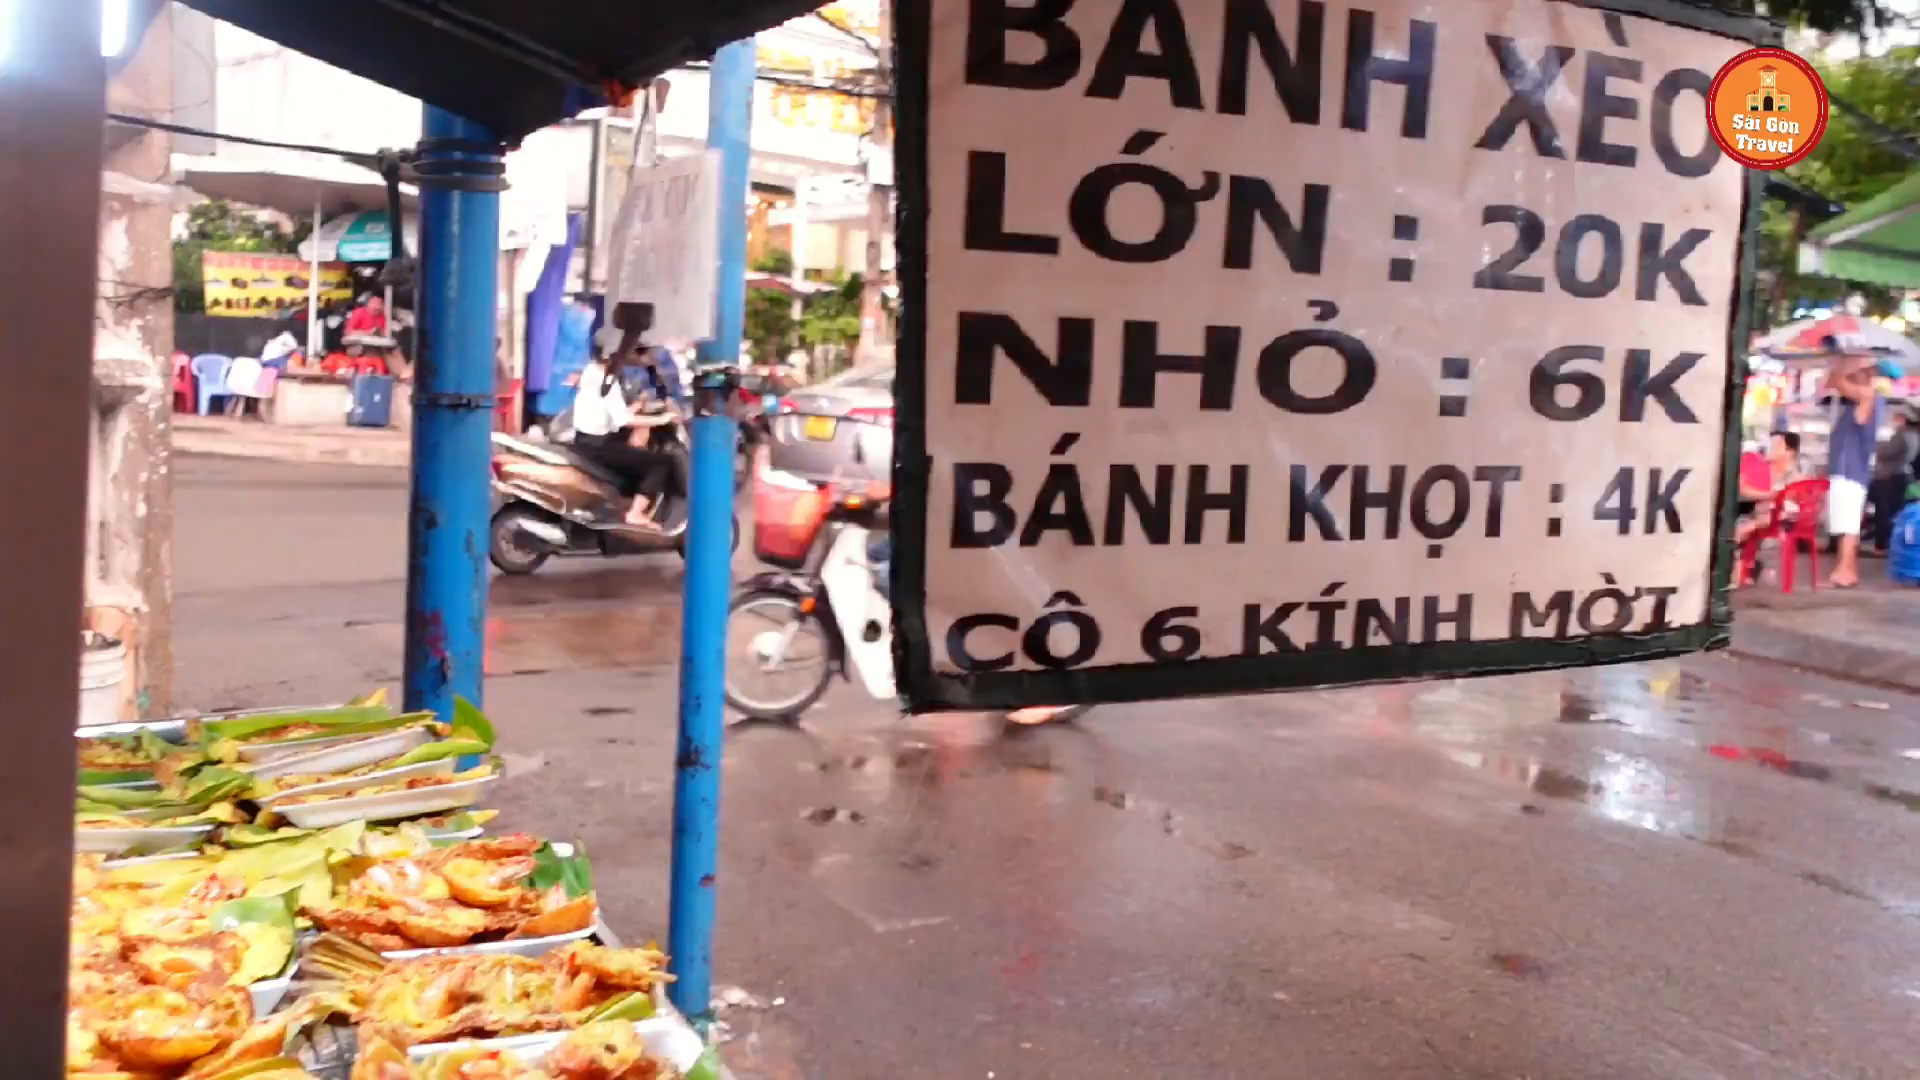 BÁNH XÈO
LỚN : 20K
NHỎ : 6K
BÁNH KHỌT : 4K
CÔ 6 KÍNH MỜI
Sài Gòn
Travel